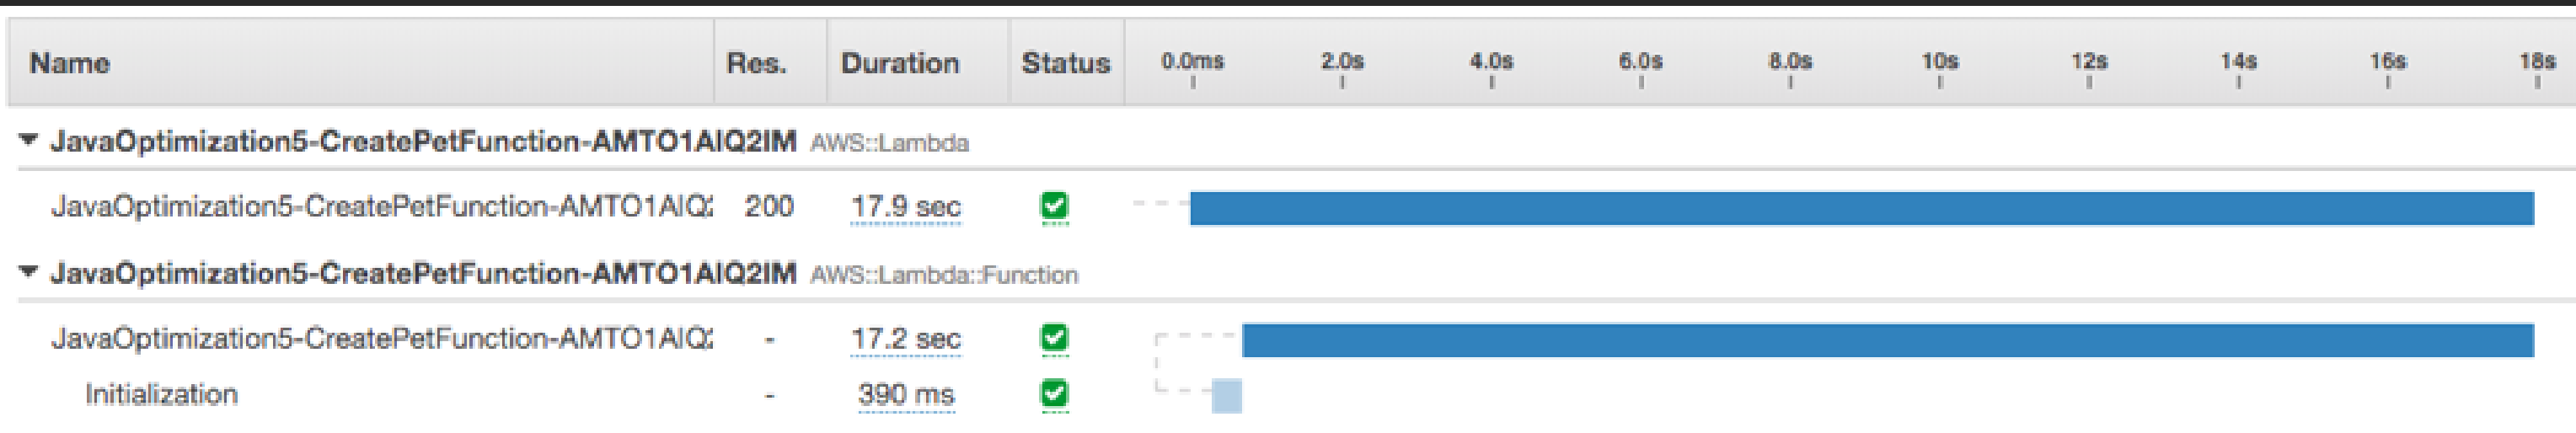 Name Res. Duration Status 0.0ms 2.0s 4.0s 6.0s 8.0s 10s 12s 14s 16s 18s
JavaOptimization5-CreatePetFunction-AMTO1AIQ2IM AWS::Lambda
JavaOptimization5-CreatePetFunction-AMTO1AIQ2 200 17.9 sec
JavaOptimization5-CreatePetFunction-AMTO1AIQ2IM AWS::Lambda::Function
JavaOptimization5-CreatePetFunction-AMTO1AIQ2 - 17.2 sec
Initialization - 390 ms